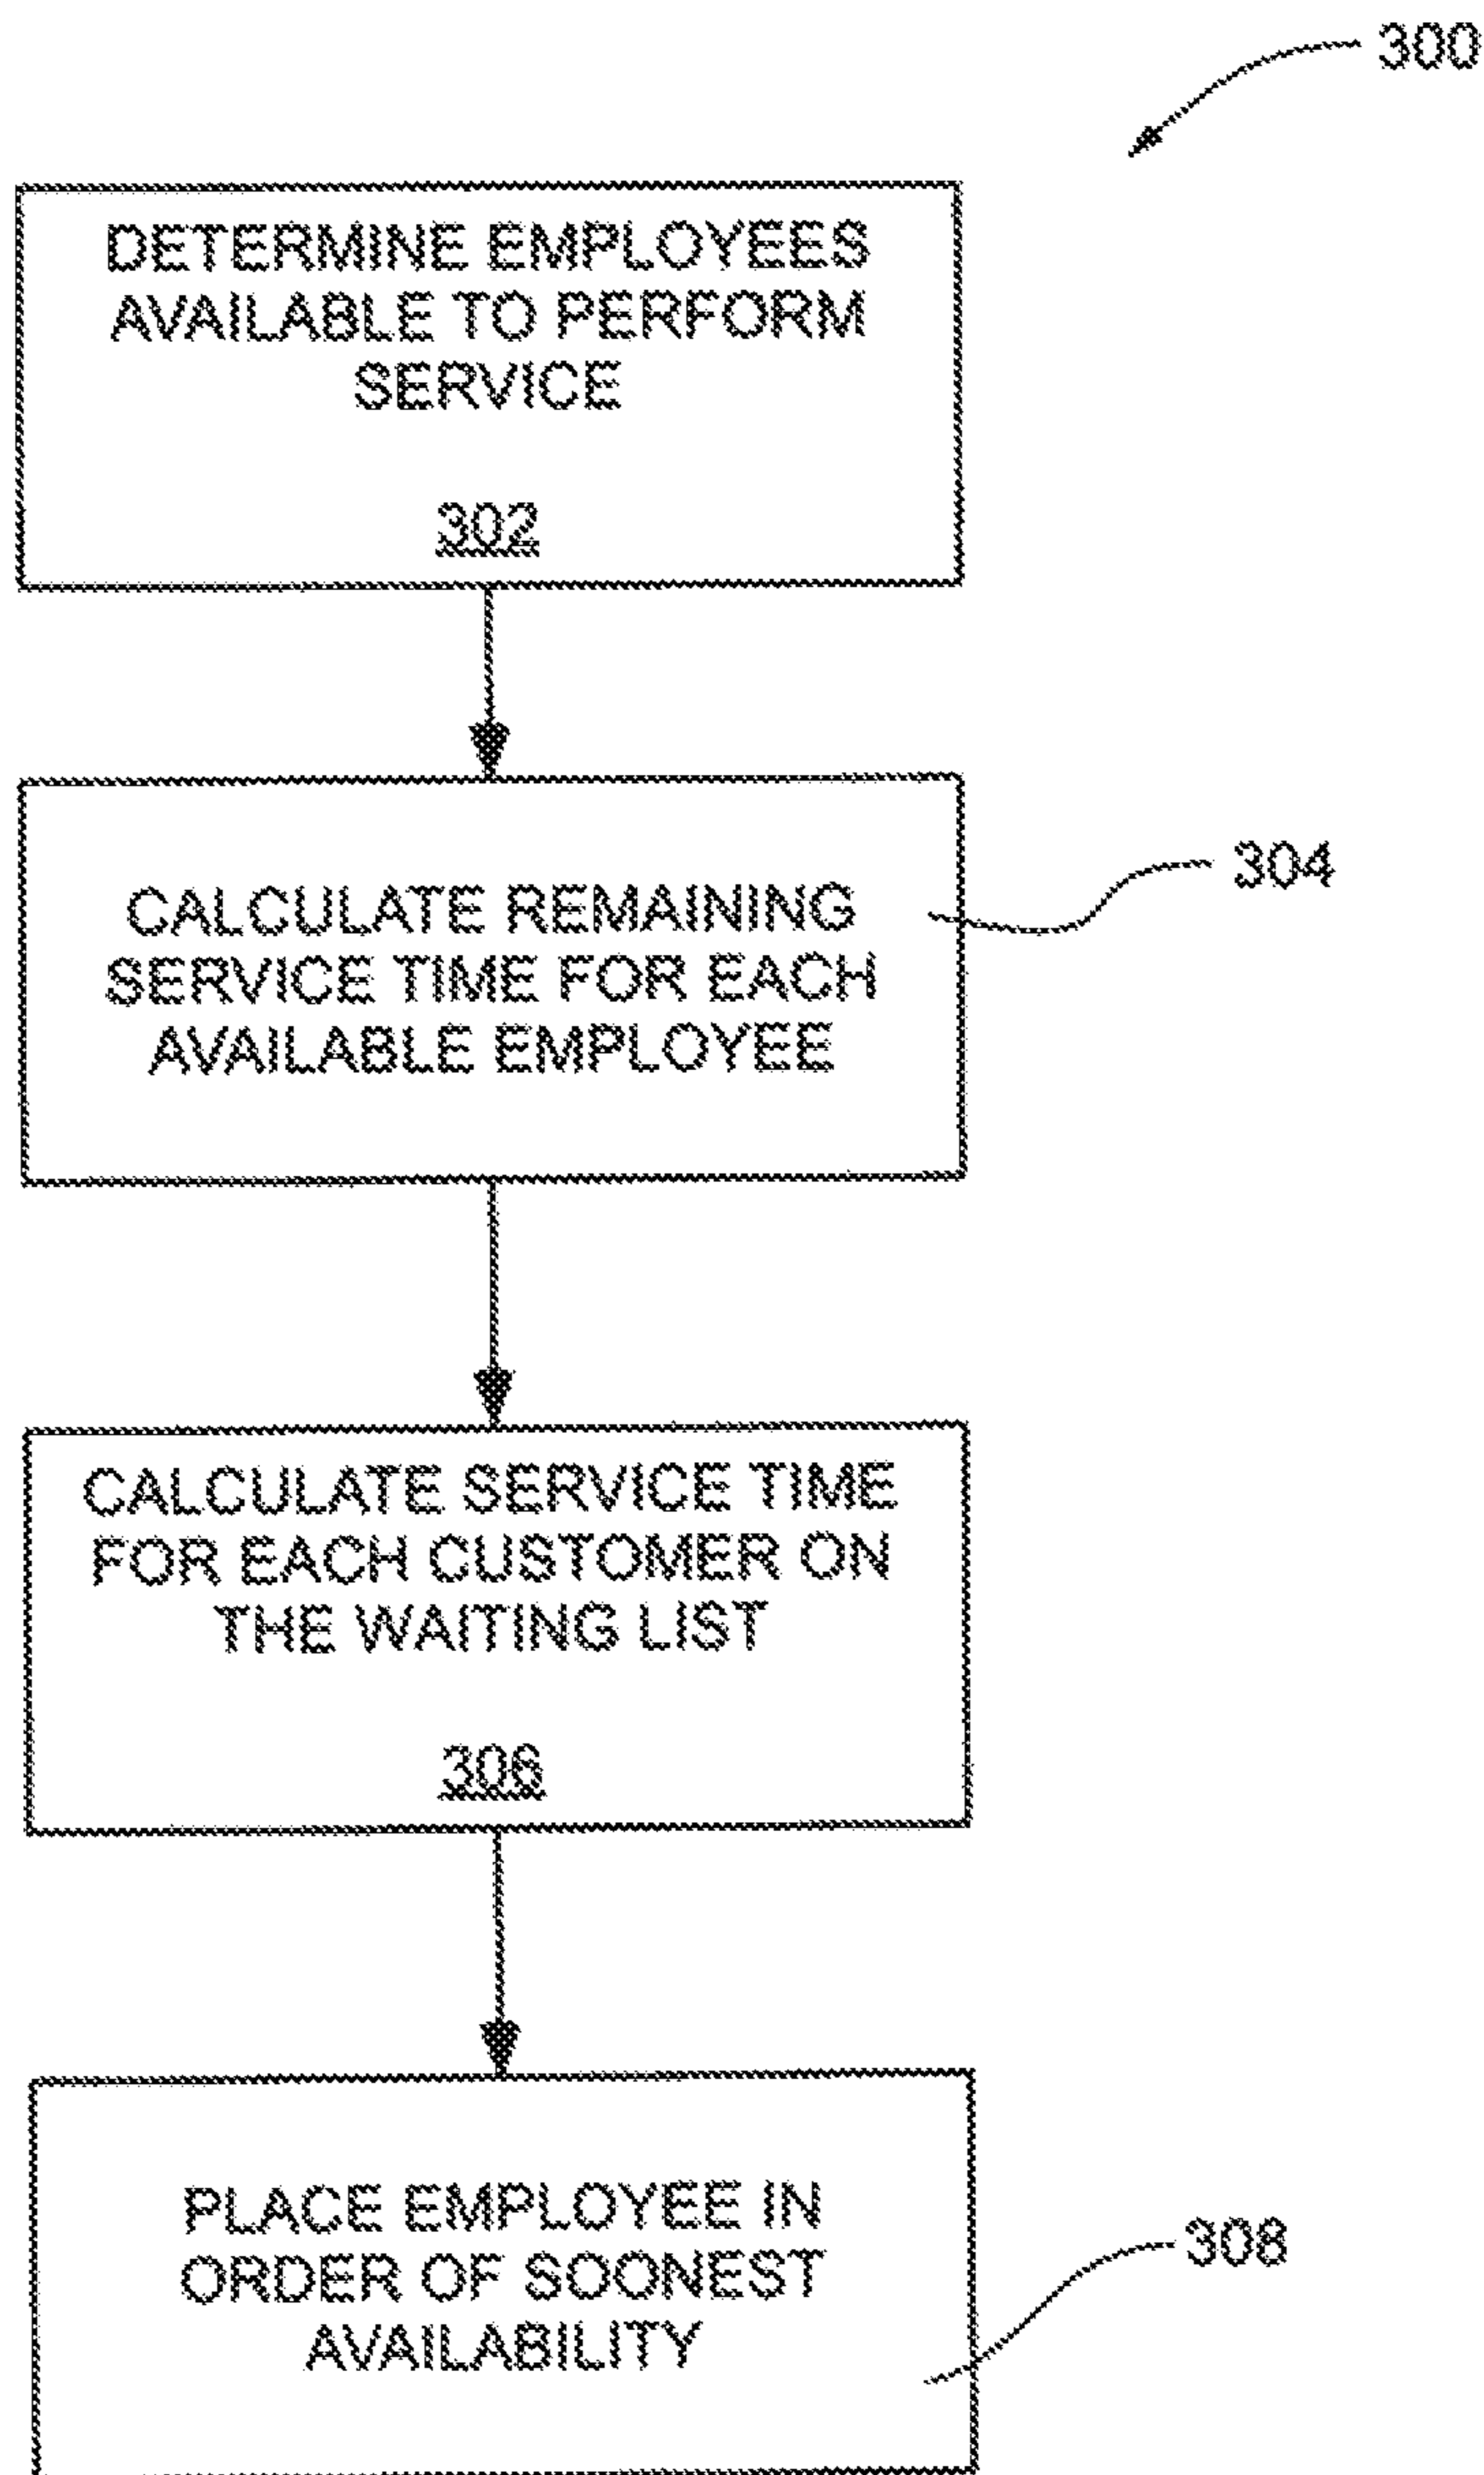 300
DETERMINE EMPLOYEES
AVAILABLE TO PERFORM
SERVICE
302
CALCULATE REMAINING
SERVICE TIME FOR EACH
AVAILABLE EMPLOYEE
304
CALCULATE SERVICE TIME
FOR EACH CUSTOMER ON
THE WAITING LIST
306
PLACE EMPLOYEE IN
ORDER OF SOONEST
AVAILABILITY
308